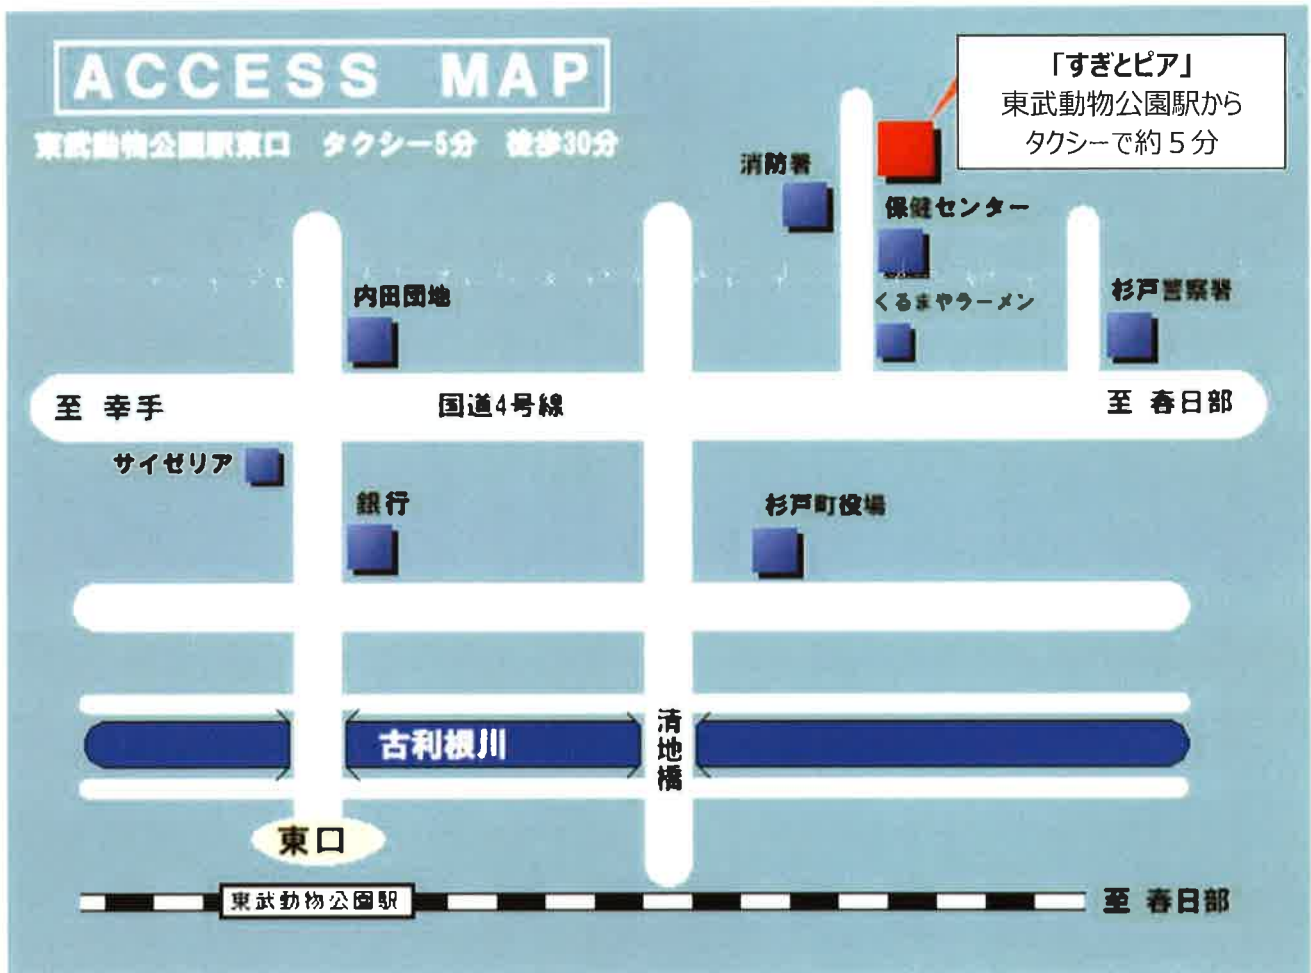 ACCESS MAP
東武動物公園駅東口 タクシー5分 徒歩30分
「すぎとピア」
東武動物公園駅から
タクシーで約5分
消防署
保健センター
くるまやラーメン
杉戸警察署
内田団地
至 幸手
国道4号線
至 春日部
サイゼリア
銀行
杉戸町役場
古利根川
清地橋
東口
東武動物公園駅
至 春日部